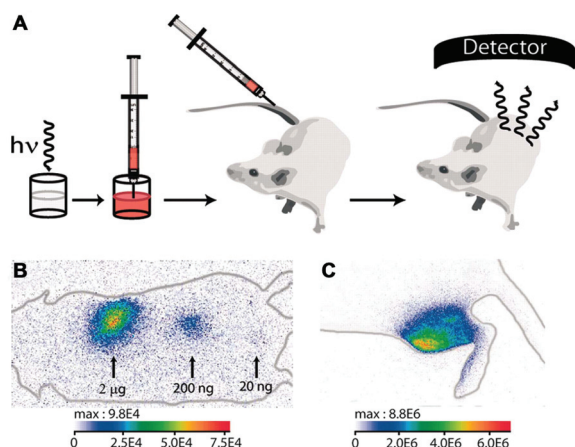 A
Detector
hν
B
C
2 µg
200 ng
20 ng
max : 9.8E4
0 2.5E4 5.0E4 7.5E4
max : 8.8E6
0 2.0E6 4.0E6 6.0E6